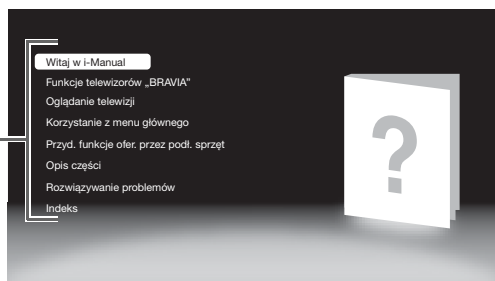 Witaj w i-Manual
Funkcje telewizorów „BRAVIA”
Oglądanie telewizji
Korzystanie z menu głównego
Przyd. funkcje ofer. przez podł. sprzęt
Opis części
Rozwiązywanie problemów
Indeks
?